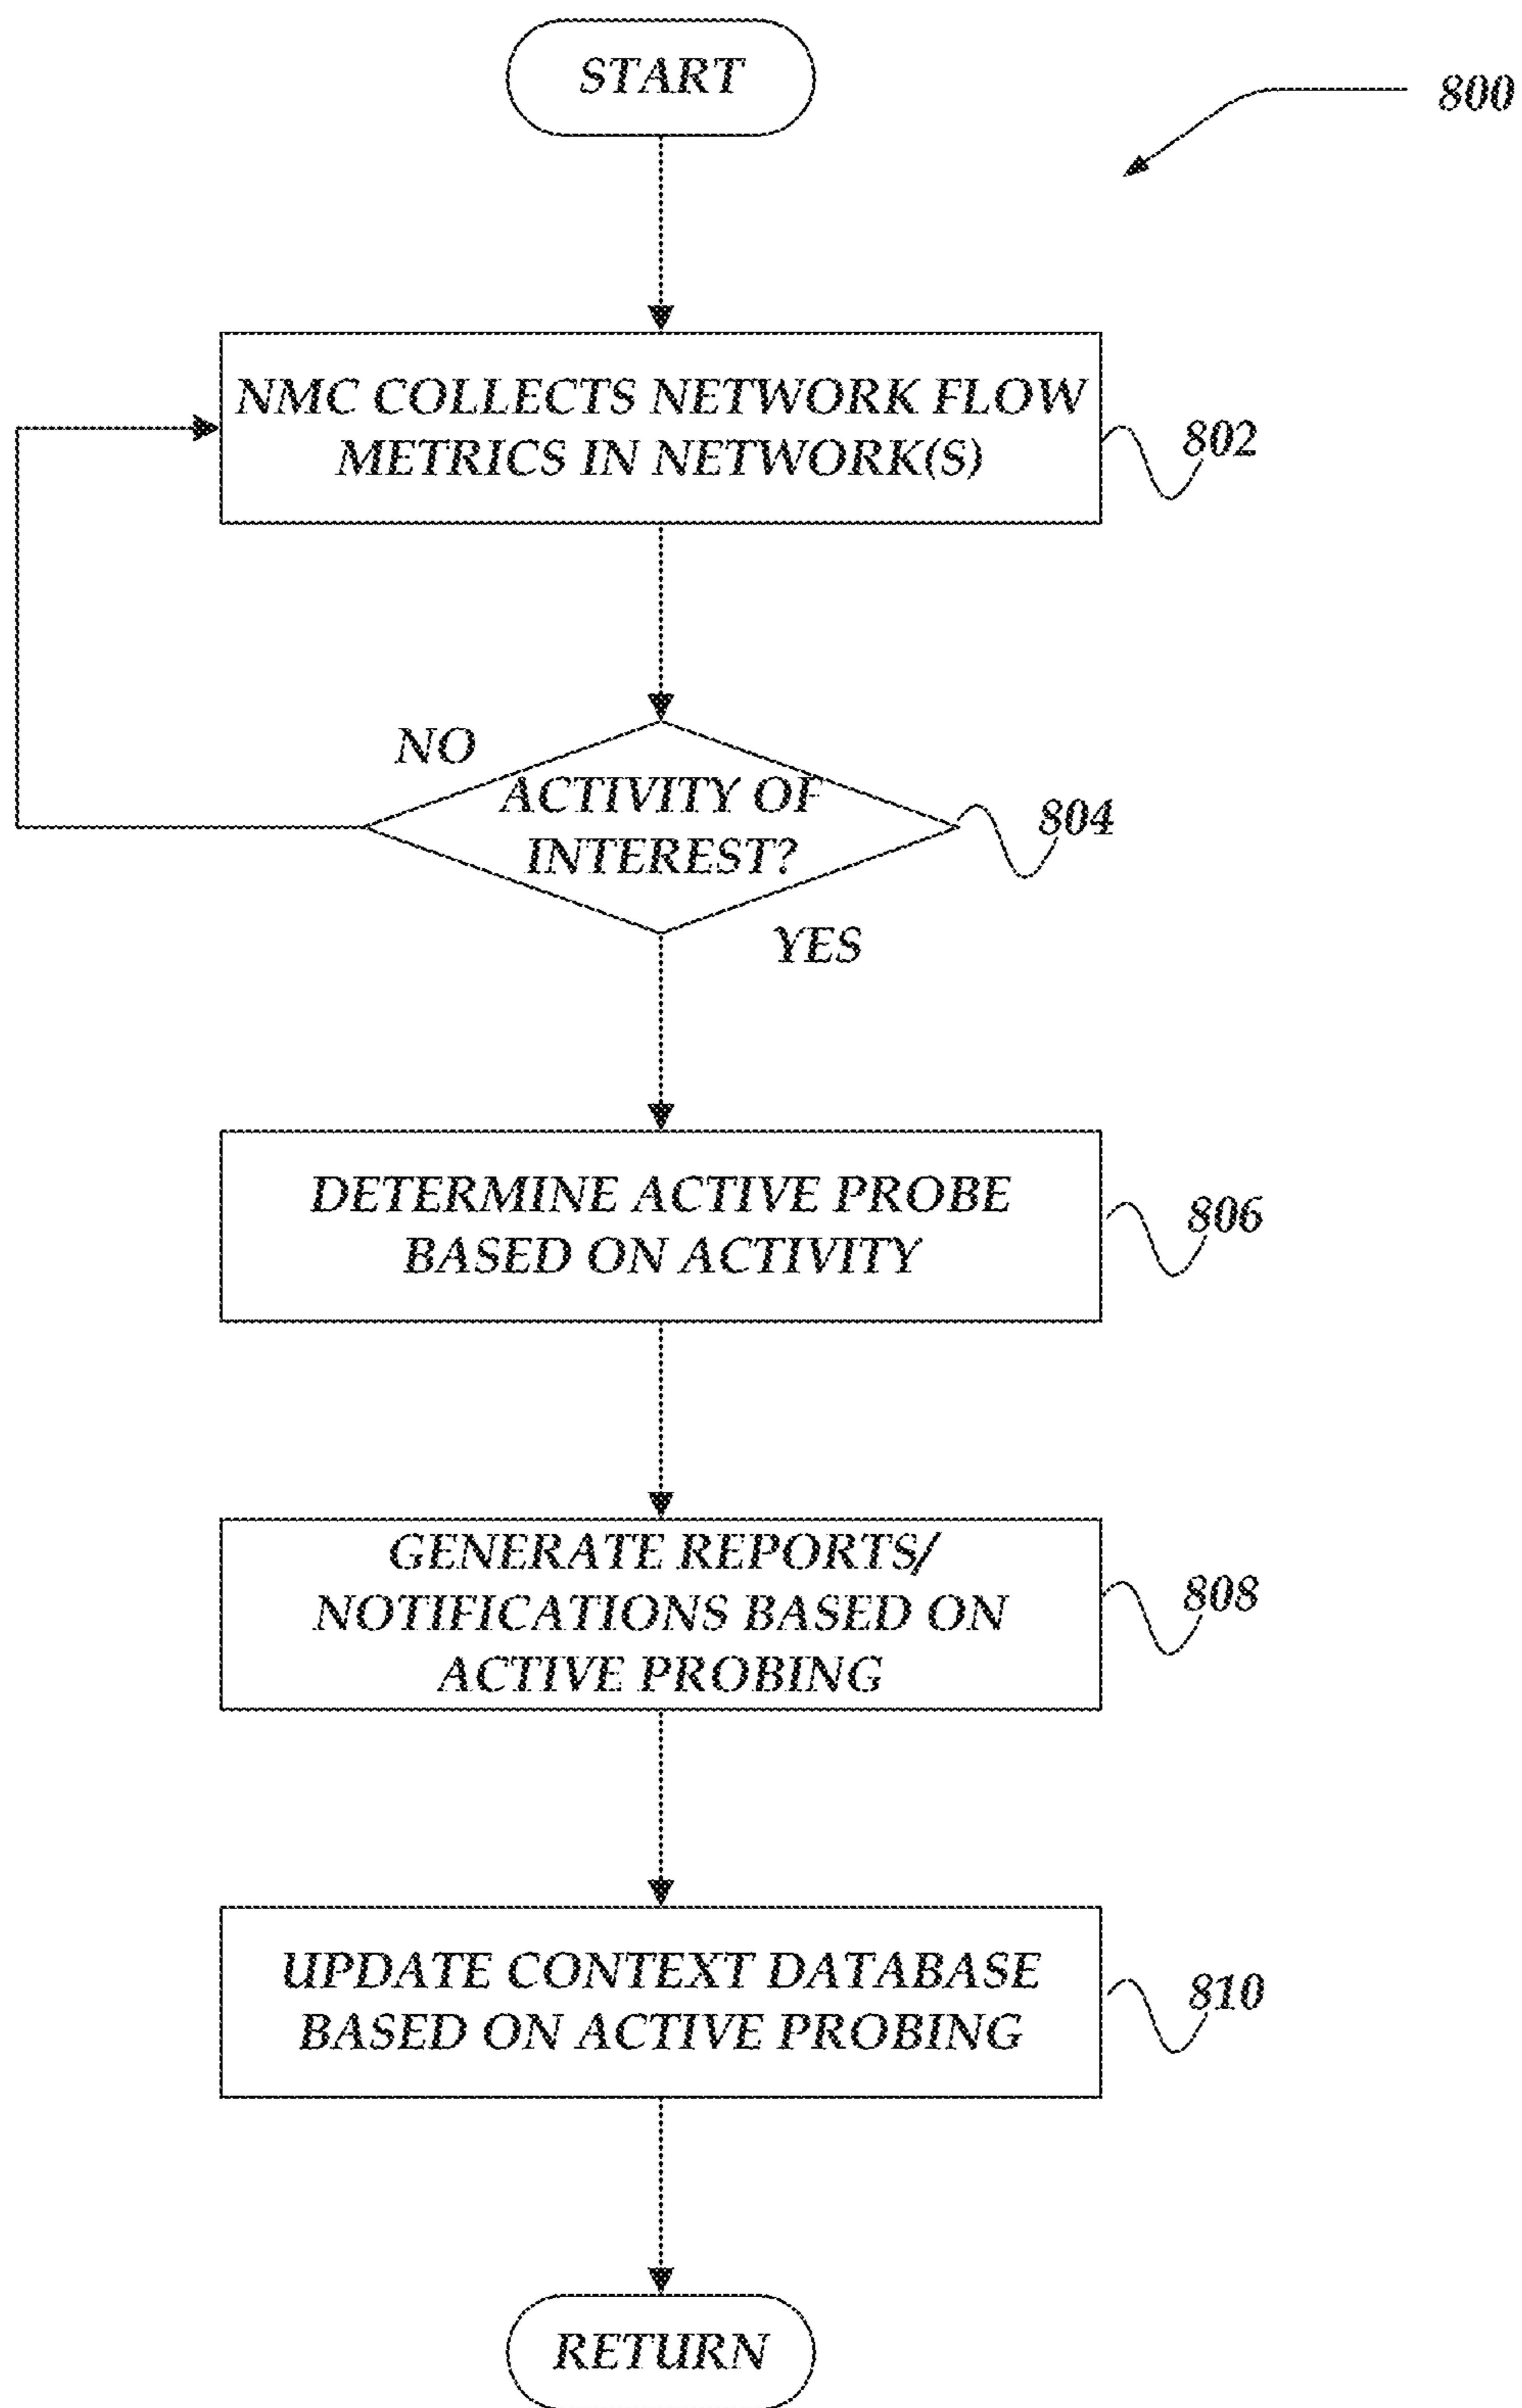 START
800
NMC COLLECTS NETWORK FLOW
METRICS IN NETWORK(S)
802
NO
ACTIVITY OF
INTEREST?
804
YES
DETERMINE ACTIVE PROBE
BASED ON ACTIVITY
806
GENERATE REPORTS/
NOTIFICATIONS BASED ON
ACTIVE PROBING
808
UPDATE CONTEXT DATABASE
BASED ON ACTIVE PROBING
810
RETURN